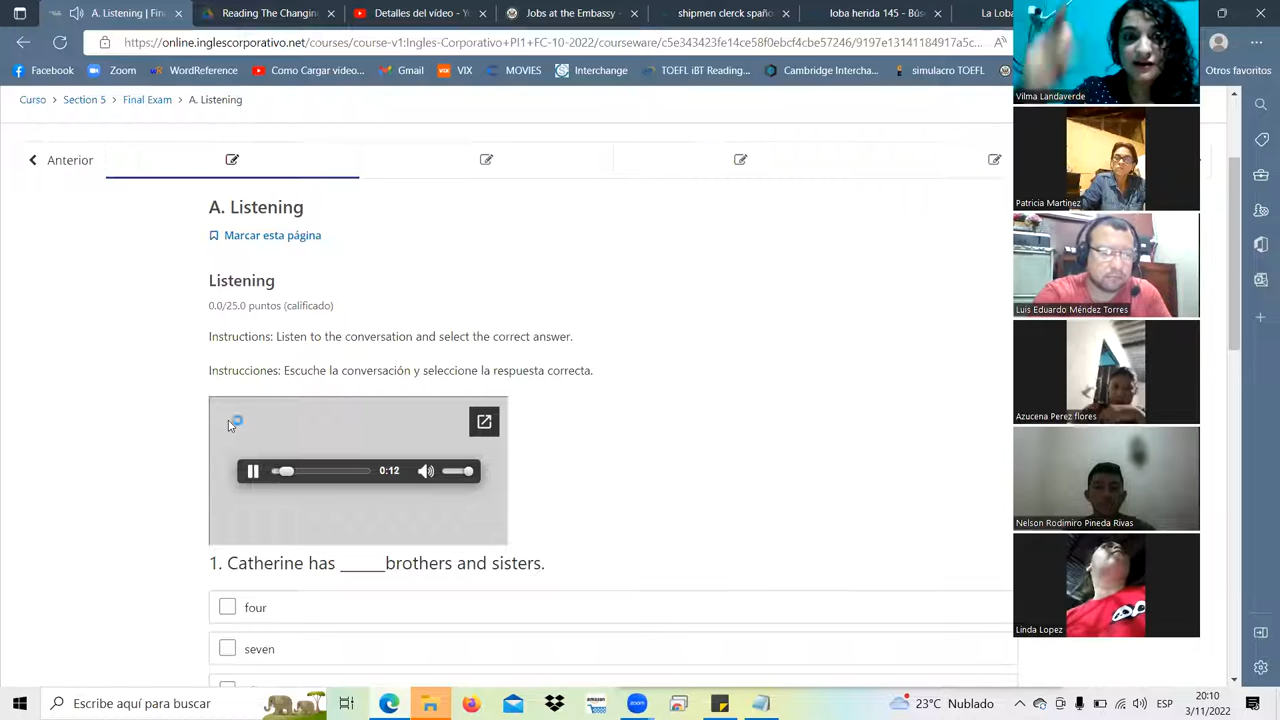 A. Listening | Fina
Reading The Changing
Detalles del vídeo - Yo
Jobs at the Embassy -
shipmen clerck spaño
loba herida 145 - Bús
La Loba
https://online.inglescorporativo.net/courses/course-v1:Ingles-Corporativo+PI1+FC-10-2022/courseware/c5e343423fe14ce58f0ebcf4cbe57246/9197e13141184917a5c...
Facebook
Zoom
WordReference
Como Cargar video...
Gmail
VIX
MOVIES
Interchange
TOEFL iBT Reading...
Cambridge Intercha...
simulacro TOEFL
Otros favoritos
Curso > Section 5 > Final Exam > A. Listening
Anterior
A. Listening
Marcar esta página
Listening
0.0/25.0 puntos (calificado)
Instructions: Listen to the conversation and select the correct answer.
Instrucciones: Escuche la conversación y seleccione la respuesta correcta.
0:12
1. Catherine has _____brothers and sisters.
four
seven
Vilma Landaverde
Patricia Martinez
Luis Eduardo Méndez Torres
Azucena Perez flores
Nelson Rodimiro Pineda Rivas
Linda Lopez
Escribe aquí para buscar
amazon
zoom
23°C Nublado
ESP
20:10
3/11/2022